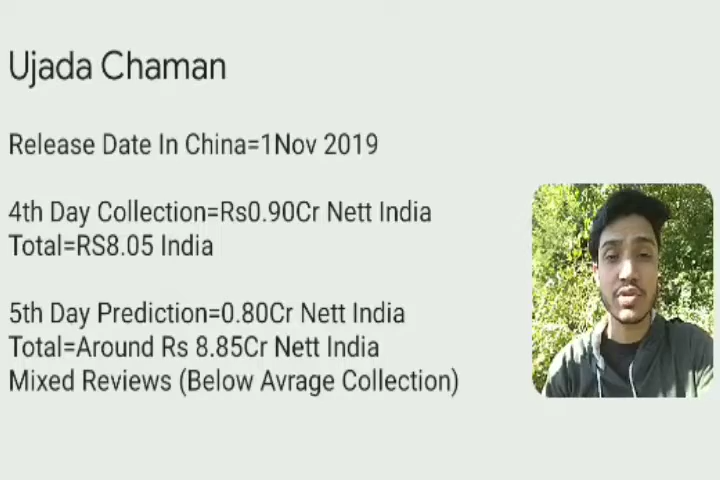 Ujada Chaman
Release Date In China=1Nov 2019
4th Day Collection=Rs0.90Cr Nett India
Total=RS8.05 India
5th Day Prediction=0.80Cr Nett India
Total=Around Rs 8.85Cr Nett India
Mixed Reviews (Below Avrage Collection)